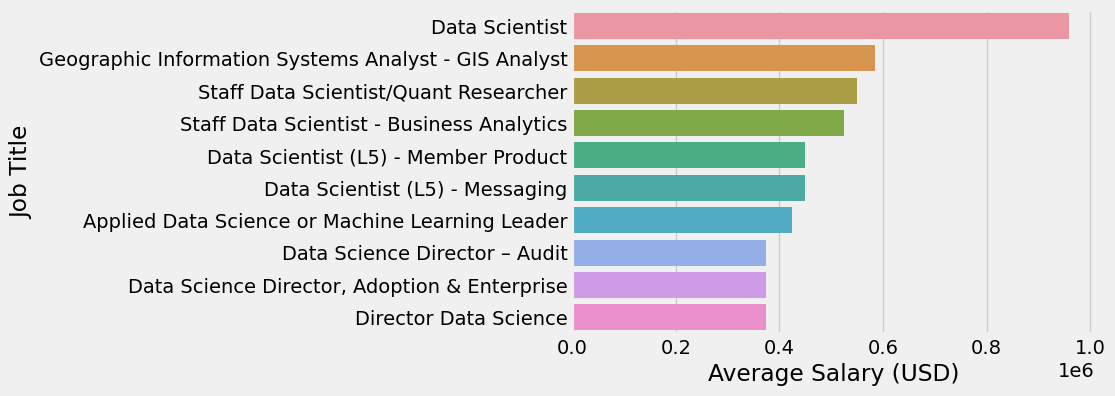 Job Title
Data Scientist
Geographic Information Systems Analyst - GIS Analyst
Staff Data Scientist/Quant Researcher
Staff Data Scientist - Business Analytics
Data Scientist (L5) - Member Product
Data Scientist (L5) - Messaging
Applied Data Science or Machine Learning Leader
Data Science Director – Audit
Data Science Director, Adoption & Enterprise
Director Data Science
0.0 0.2 0.4 0.6 0.8 1.0
1e6
Average Salary (USD)